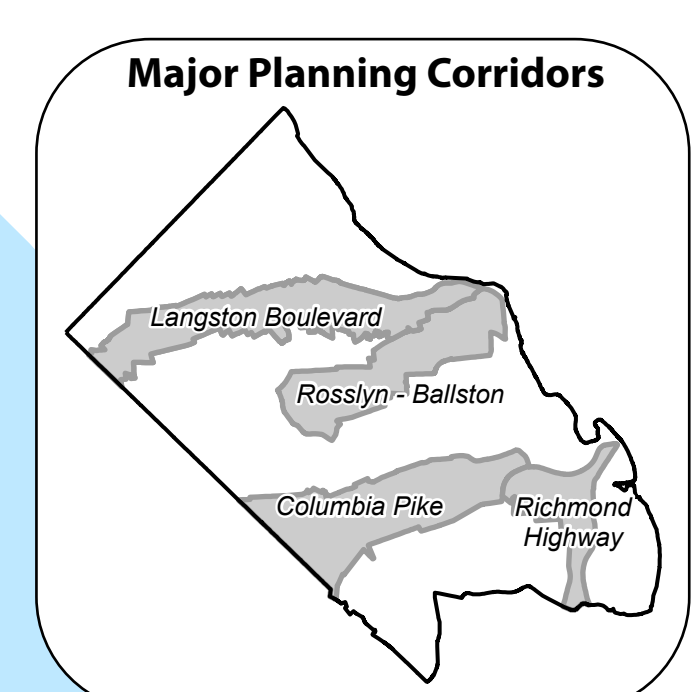 Major Planning Corridors
Langston Boulevard
Rosslyn - Ballston
Columbia Pike
Richmond
Highway